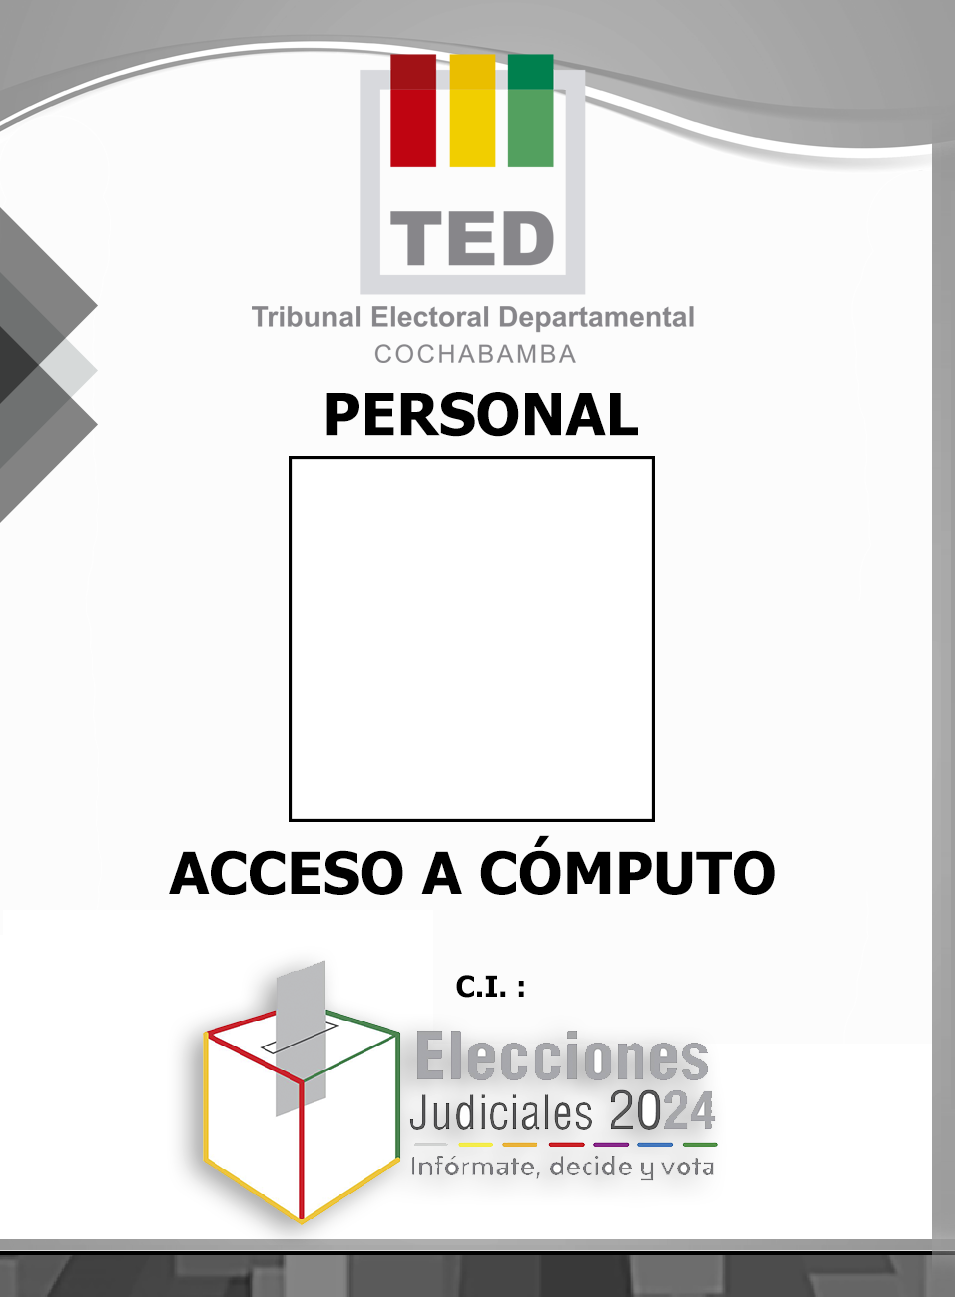 TED
Tribunal Electoral Departamental
COCHABAMBA
PERSONAL
ACCESO A CÓMPUTO
C.I. :
Elecciones
Judiciales 2024
Infórmate, decide y vota